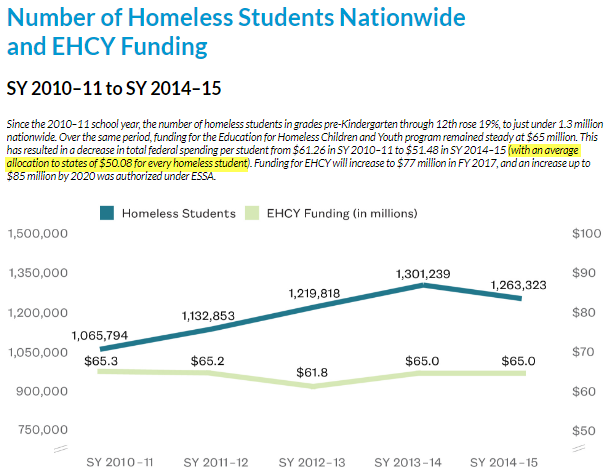 Number of Homeless Students Nationwide
and EHCY Funding
SY 2010–11 to SY 2014–15
Since the 2010–11 school year, the number of homeless students in grades pre-Kindergarten through 12th rose 19%, to just under 1.3 million
nationwide. Over the same period, funding for the Education for Homeless Children and Youth program remained steady at $65 million. This
has resulted in a decrease in total federal spending per student from $61.26 in SY 2010–11 to $51.48 in SY 2014–15 (with an average
allocation to states of $50.08 for every homeless student). Funding for EHCY will increase to $77 million in FY 2017, and an increase up to
$85 million by 2020 was authorized under ESSA.
Homeless Students EHCY Funding (in millions)
1,500,000 $100
1,350,000 $90
1,301,239
1,263,323
1,219,818
1,200,000 $80
1,132,853
1,065,794
1,050,000 $70
$65.3 $65.2 $61.8 $65.0 $65.0
900,000 $60
750,000 $50
SY 2010–11 SY 2011–12 SY 2012–13 SY 2013–14 SY 2014–15